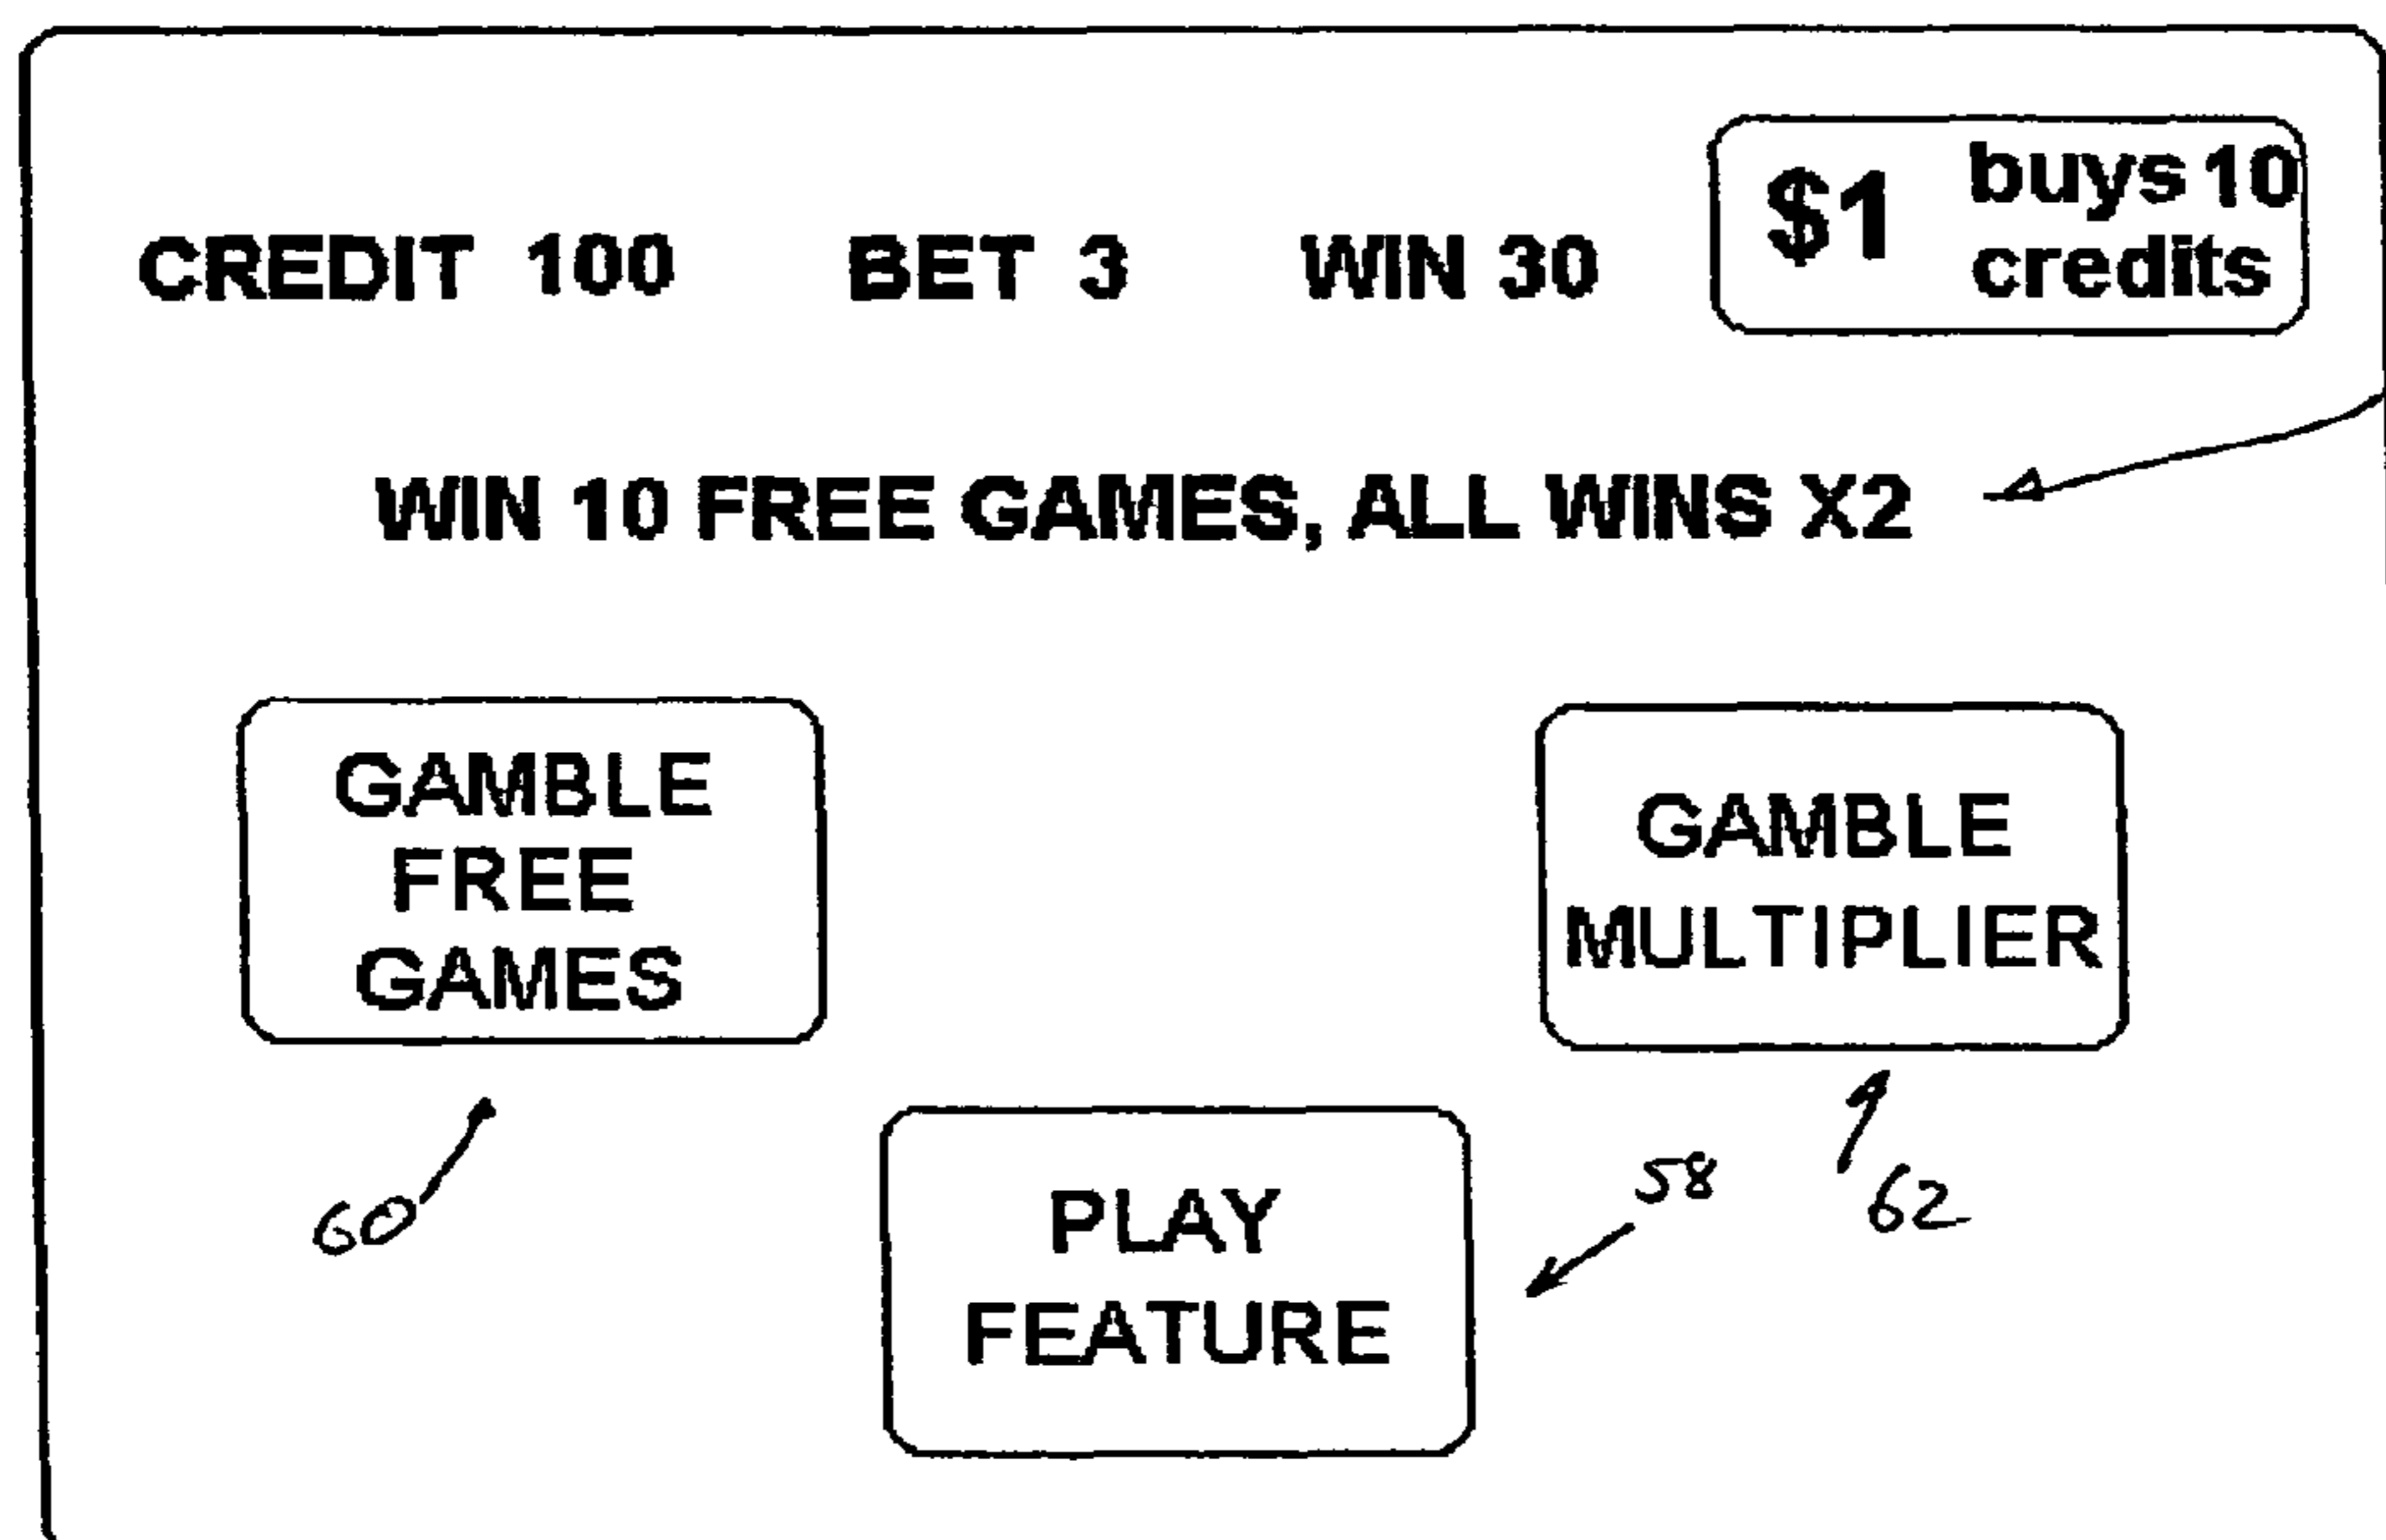 buys 10
$1
credits
CREDIT 100 BET 3 WIN 30
WIN 10 FREE GAMES, ALL WINS X2
GAMBLE
FREE
GAMES
GAMBLE
MULTIPLIER
60
PLAY
FEATURE
58
62